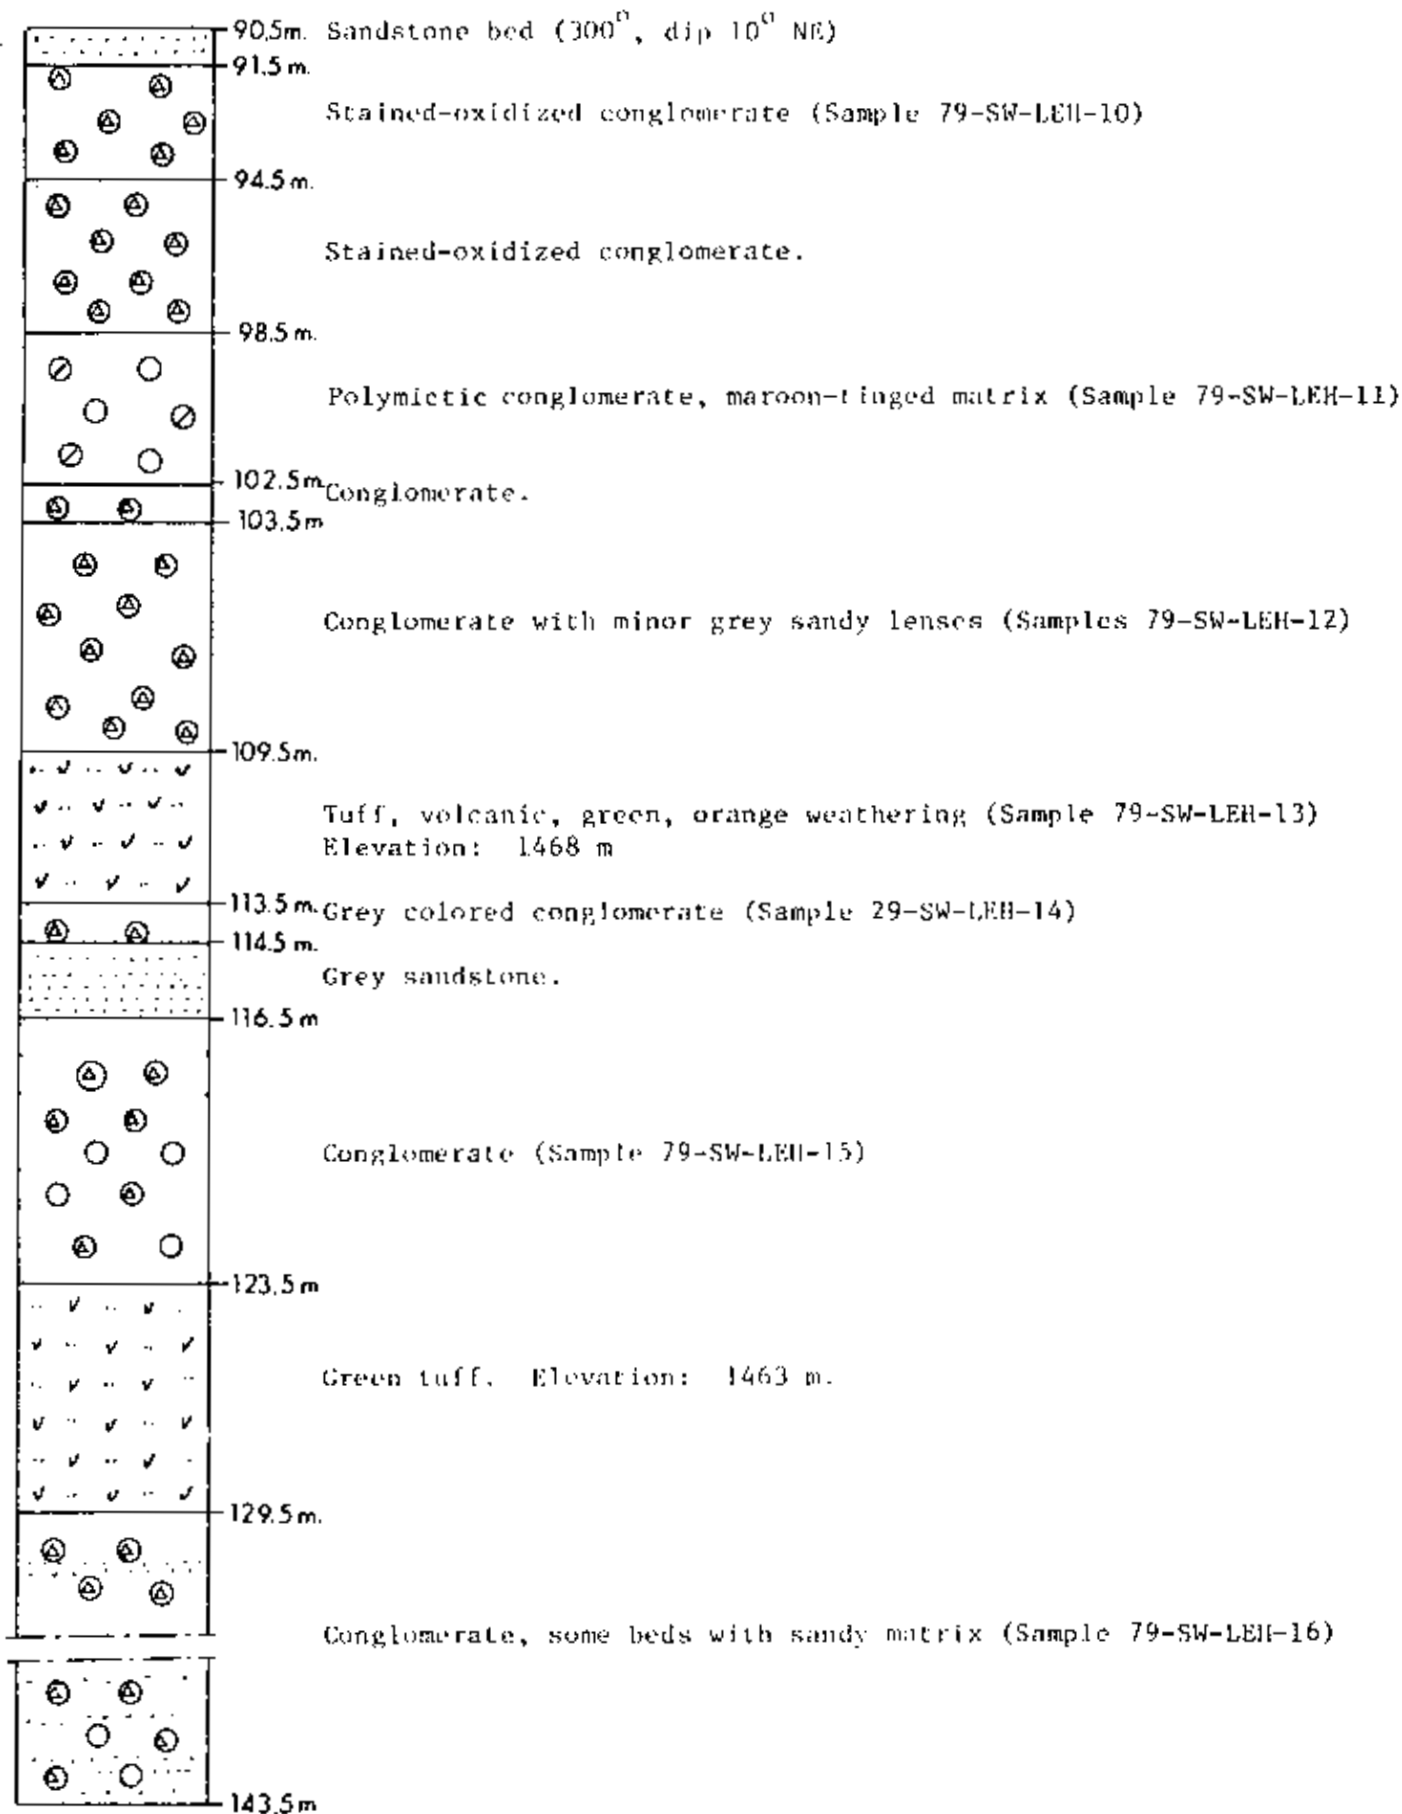 90.5m. Sandstone bed (300°, dip 10° NE)
91.5 m.
Stained-oxidized conglomerate (Sample 79-SW-LEH-10)
94.5 m.
Stained-oxidized conglomerate.
98.5 m.
Polymictic conglomerate, maroon-tinged matrix (Sample 79-SW-LEH-11)
102.5m. Conglomerate.
103.5m
Conglomerate with minor grey sandy lenses (Samples 79-SW-LEH-12)
109.5m.
Tuff, volcanic, green, orange weathering (Sample 79-SW-LEH-13)
Elevation: 1468 m
113.5 m. Grey colored conglomerate (Sample 29-SW-LEH-14)
114.5 m.
Grey sandstone.
116.5 m
Conglomerate (Sample 79-SW-LEH-15)
123.5 m
Green tuff. Elevation: 1463 m.
129.5 m.
Conglomerate, some beds with sandy matrix (Sample 79-SW-LEH-16)
143.5m